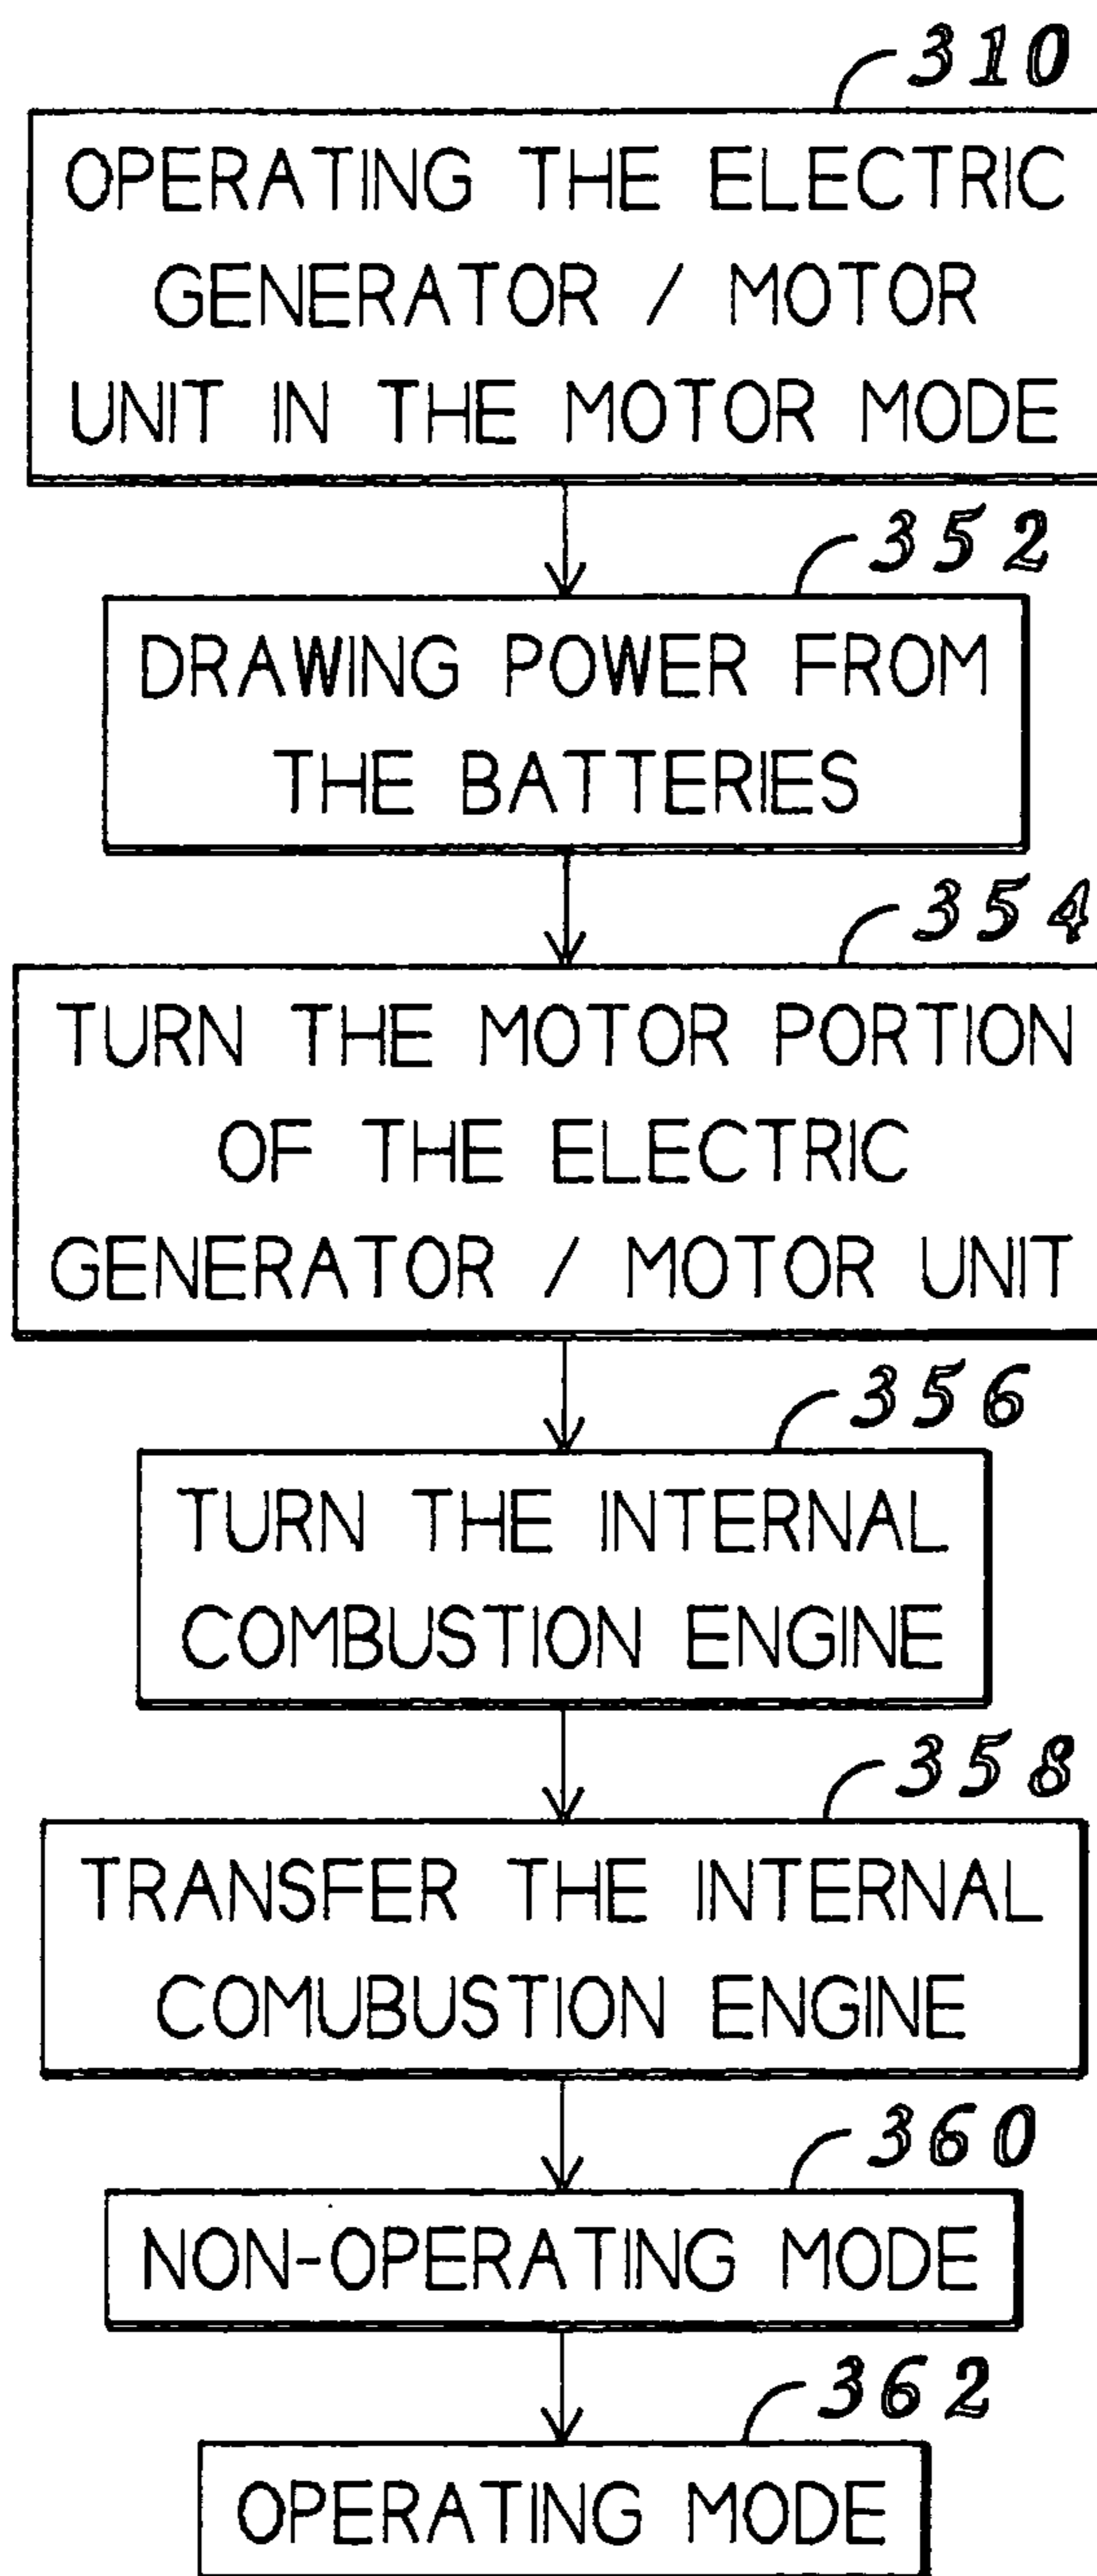 310
OPERATING THE ELECTRIC
GENERATOR / MOTOR
UNIT IN THE MOTOR MODE
352
DRAWING POWER FROM
THE BATTERIES
354
TURN THE MOTOR PORTION
OF THE ELECTRIC
GENERATOR / MOTOR UNIT
356
TURN THE INTERNAL
COMBUSTION ENGINE
358
TRANSFER THE INTERNAL
COMUBUSTION ENGINE
360
NON-OPERATING MODE
362
OPERATING MODE